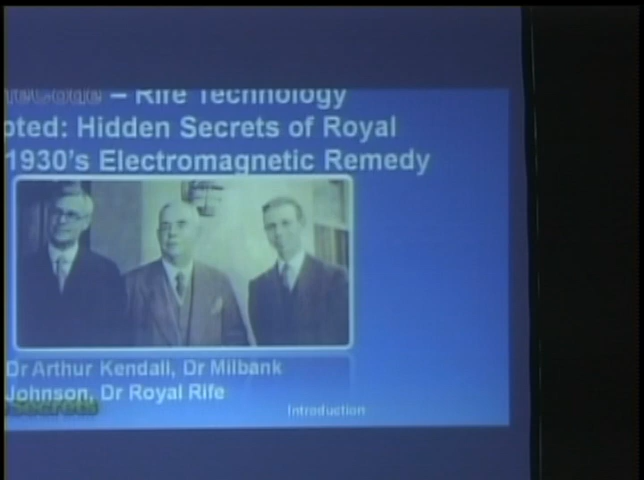 – Rife Technology
oted: Hidden Secrets of Royal
1930's Electromagnetic Remedy
Dr Arthur Kendall, Dr Milbank
Johnson, Dr Royal Rife
Secrets
Introduction